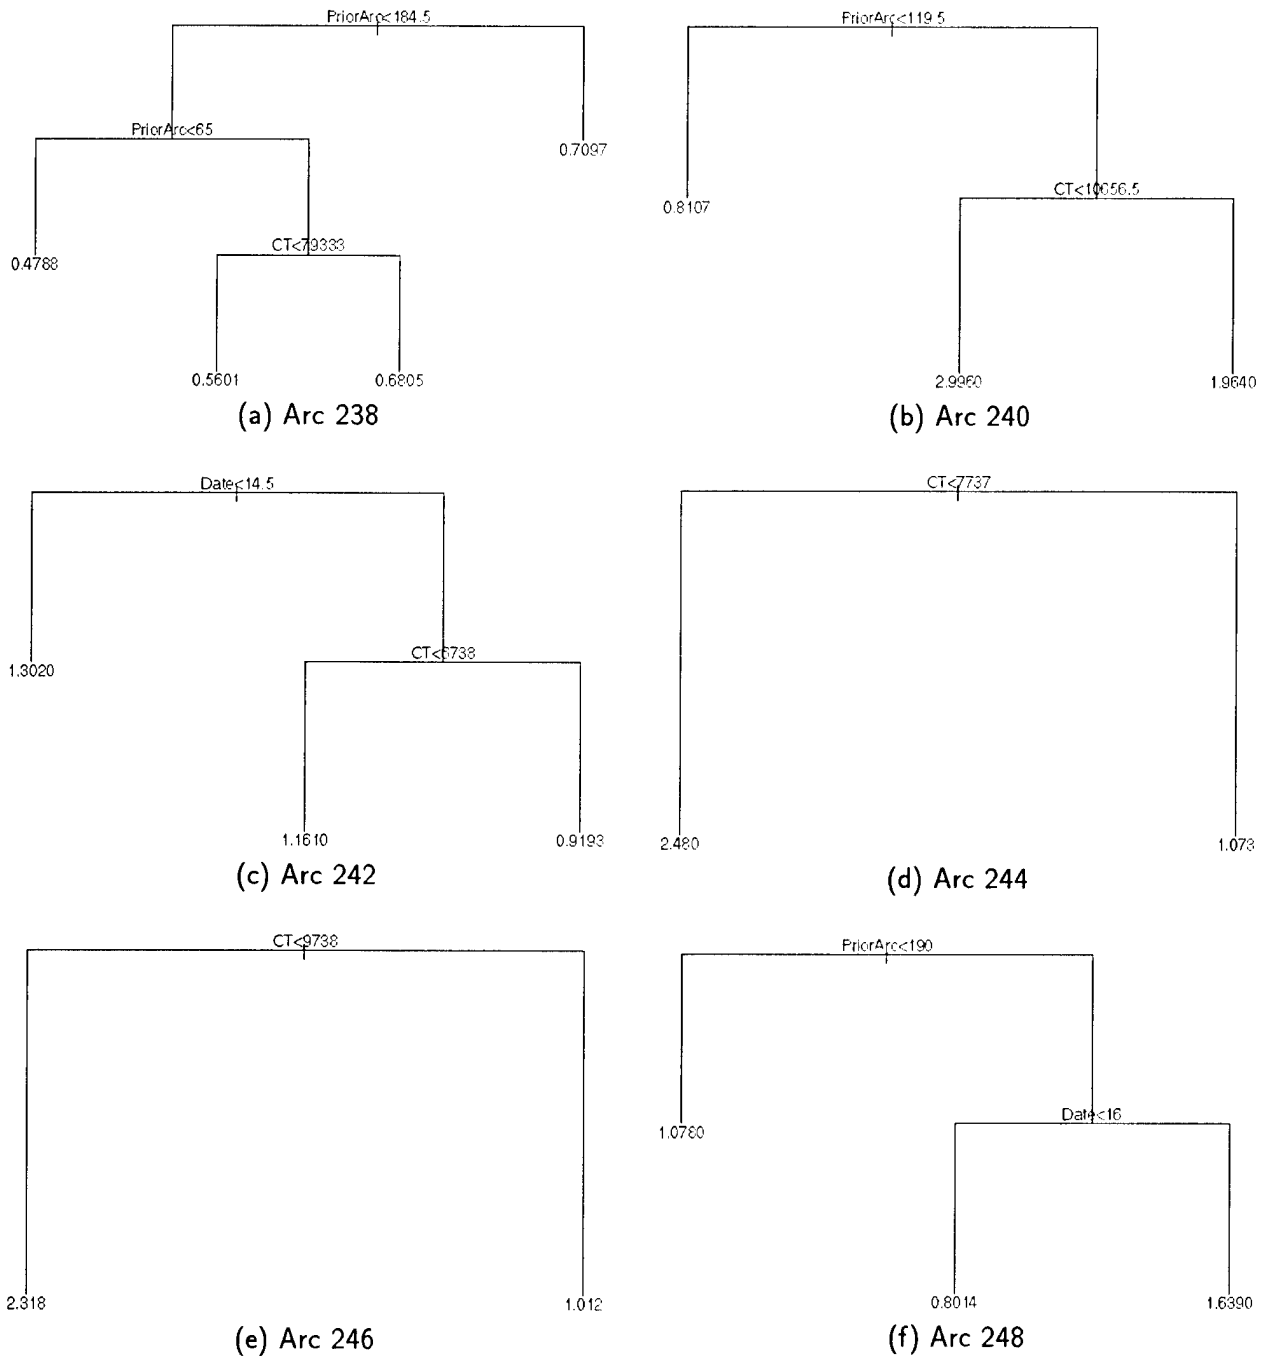 PriorArc<184.5
PriorArc<65
0.7097
CT<79333
0.4788
0.5601
0.6805
(a) Arc 238
PriorArc<119.5
0.8107
CT<10656.5
2.9960
1.9640
(b) Arc 240
Date<14.5
1.3020
CT<6738
1.1610
0.9193
(c) Arc 242
CT<7737
2.480
1.073
(d) Arc 244
CT<9738
2.318
1.012
(e) Arc 246
PriorArc<190
1.0780
Date<16
0.8014
1.6390
(f) Arc 248